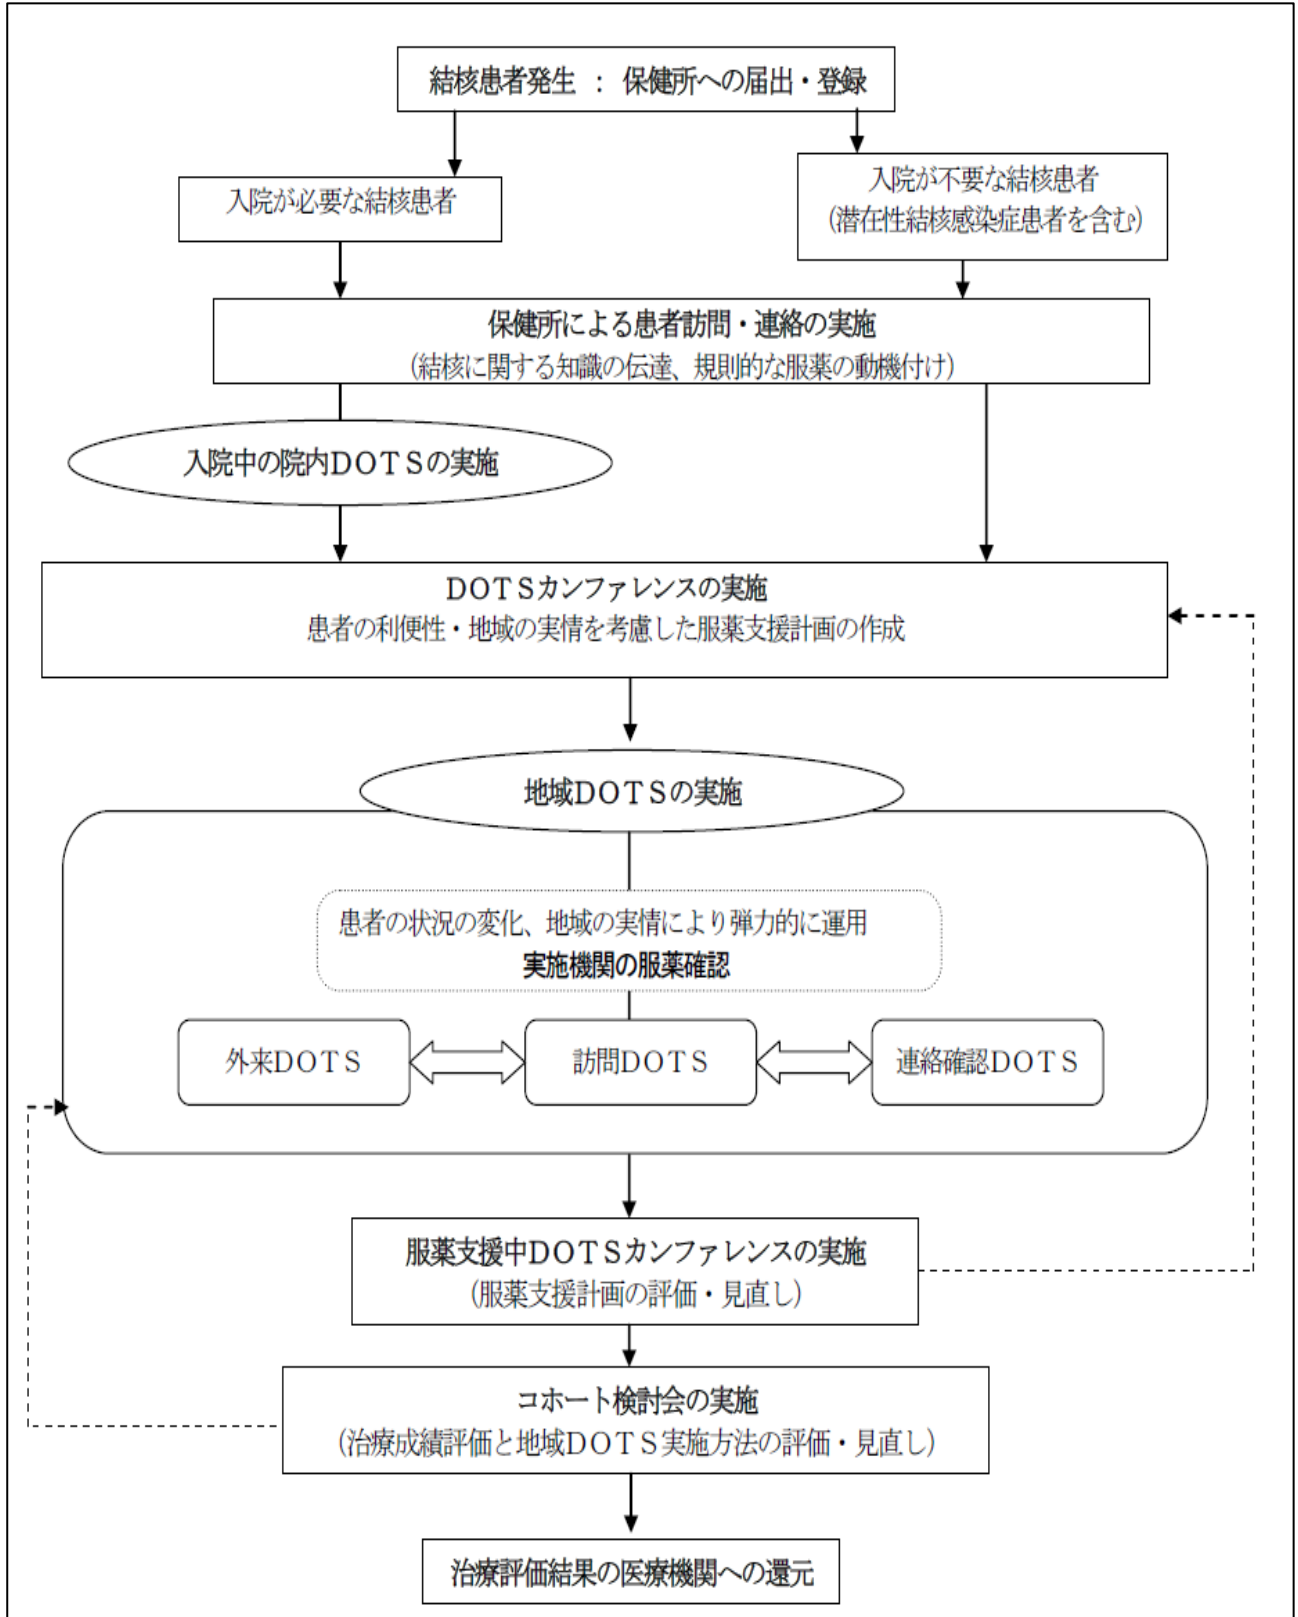 結核患者発生 ： 保健所への届出・登録
入院が必要な結核患者
入院が不要な結核患者
（潜在性結核感染症患者を含む）
保健所による患者訪問・連絡の実施
（結核に関する知識の伝達、規則的な服薬の動機付け）
入院中の院内ＤＯＴＳの実施
ＤＯＴＳカンファレンスの実施
患者の利便性・地域の実情を考慮した服薬支援計画の作成
地域ＤＯＴＳの実施
患者の状況の変化、地域の実情により弾力的に運用
実施機関の服薬確認
外来ＤＯＴＳ
訪問ＤＯＴＳ
連絡確認ＤＯＴＳ
服薬支援中ＤＯＴＳカンファレンスの実施
（服薬支援計画の評価・見直し）
コホート検討会の実施
（治療成績評価と地域ＤＯＴＳ実施方法の評価・見直し）
治療評価結果の医療機関への還元